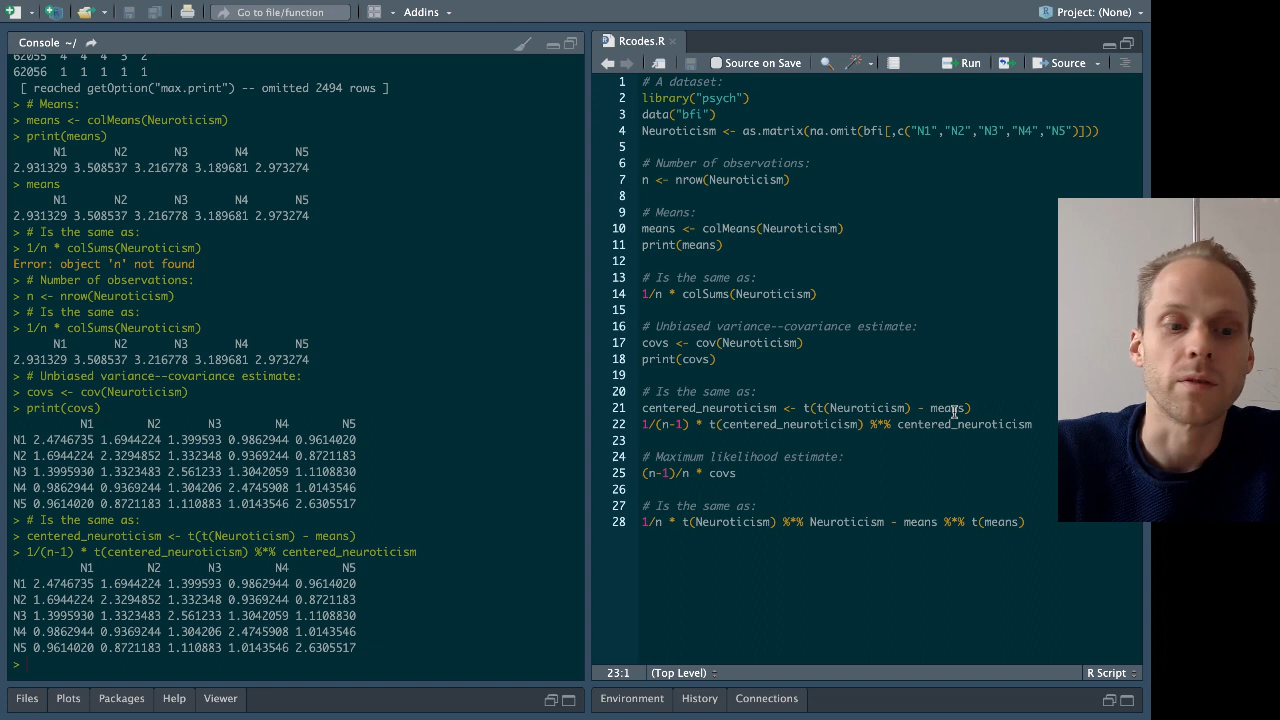 Go to file/function
Addins
Project: (None)
Console ~/
62055  4  4  4  3  2
62056  1  1  1  1  1
[ reached getOption("max.print") -- omitted 2494 rows ]
> # Means:
> means <- colMeans(Neuroticism)
> print(means)
N1 N2 N3 N4 N5
2.931329 3.508537 3.216778 3.189681 2.973274
> means
N1 N2 N3 N4 N5
2.931329 3.508537 3.216778 3.189681 2.973274
> # Is the same as:
> 1/n * colSums(Neuroticism)
Error: object 'n' not found
> # Number of observations:
> n <- nrow(Neuroticism)
> # Is the same as:
> 1/n * colSums(Neuroticism)
N1 N2 N3 N4 N5
2.931329 3.508537 3.216778 3.189681 2.973274
> # Unbiased variance--covariance estimate:
> covs <- cov(Neuroticism)
> print(covs)
N1 N2 N3 N4 N5
N1 2.4746735 1.6944224 1.399593 0.9862944 0.9614020
N2 1.6944224 2.3294852 1.332348 0.9369244 0.8721183
N3 1.3995930 1.3323483 2.561233 1.3042059 1.1108830
N4 0.9862944 0.9369244 1.304206 2.4745908 1.0143546
N5 0.9614020 0.8721183 1.110883 1.0143546 2.6305517
> # Is the same as:
> centered_neuroticism <- t(t(Neuroticism) - means)
> 1/(n-1) * t(centered_neuroticism) %*% centered_neuroticism
N1 N2 N3 N4 N5
N1 2.4746735 1.6944224 1.399593 0.9862944 0.9614020
N2 1.6944224 2.3294852 1.332348 0.9369244 0.8721183
N3 1.3995930 1.3323483 2.561233 1.3042059 1.1108830
N4 0.9862944 0.9369244 1.304206 2.4745908 1.0143546
N5 0.9614020 0.8721183 1.110883 1.0143546 2.6305517
>
Files Plots Packages Help Viewer
Rcodes.R
Source on Save Run Source
1 # A dataset:
2 library("psych")
3 data("bfi")
4 Neuroticism <- as.matrix(na.omit(bfi[,c("N1","N2","N3","N4","N5")]))
5
6 # Number of observations:
7 n <- nrow(Neuroticism)
8
9 # Means:
10 means <- colMeans(Neuroticism)
11 print(means)
12
13 # Is the same as:
14 1/n * colSums(Neuroticism)
15
16 # Unbiased variance--covariance estimate:
17 covs <- cov(Neuroticism)
18 print(covs)
19
20 # Is the same as:
21 centered_neuroticism <- t(t(Neuroticism) - means)
22 1/(n-1) * t(centered_neuroticism) %*% centered_neuroticism
23
24 # Maximum likelihood estimate:
25 (n-1)/n * covs
26
27 # Is the same as:
28 1/n * t(Neuroticism) %*% Neuroticism - means %*% t(means)
23:1 (Top Level) R Script
Environment History Connections